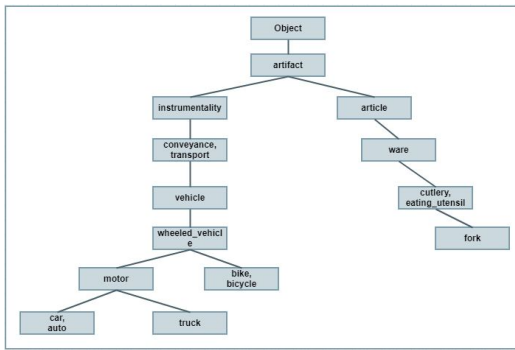 Object
artifact
instrumentality
article
conveyance,
transport
ware
vehicle
cutlery,
eating_utensil
wheeled_vehicl
e
fork
motor
bike,
bicycle
car,
auto
truck